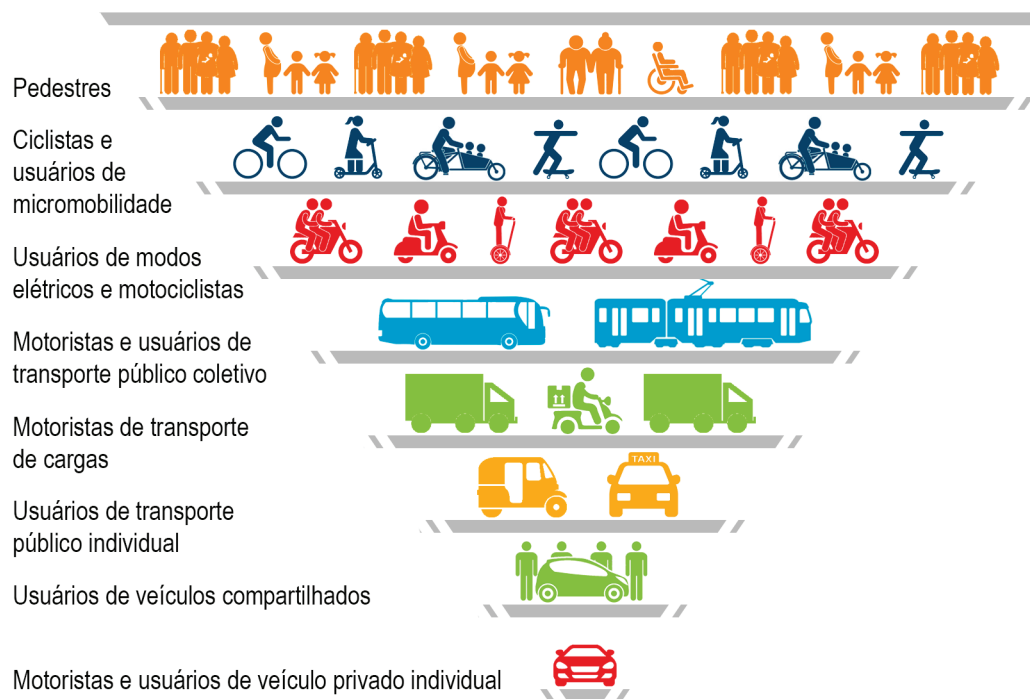 Pedestres
Ciclistas e
usuários de
micromobilidade
Usuários de modos
elétricos e motociclistas
Motoristas e usuários de
transporte público coletivo
Motoristas de transporte
de cargas
TAXI
Usuários de transporte
público individual
Usuários de veículos compartilhados
Motoristas e usuários de veículo privado individual